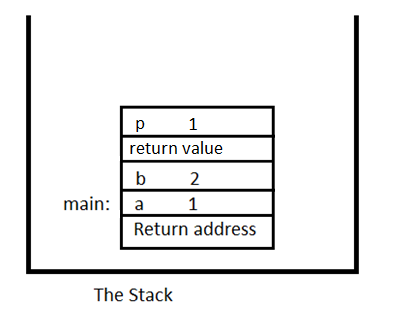 p 1
return value
b 2
main: a 1
Return address
The Stack